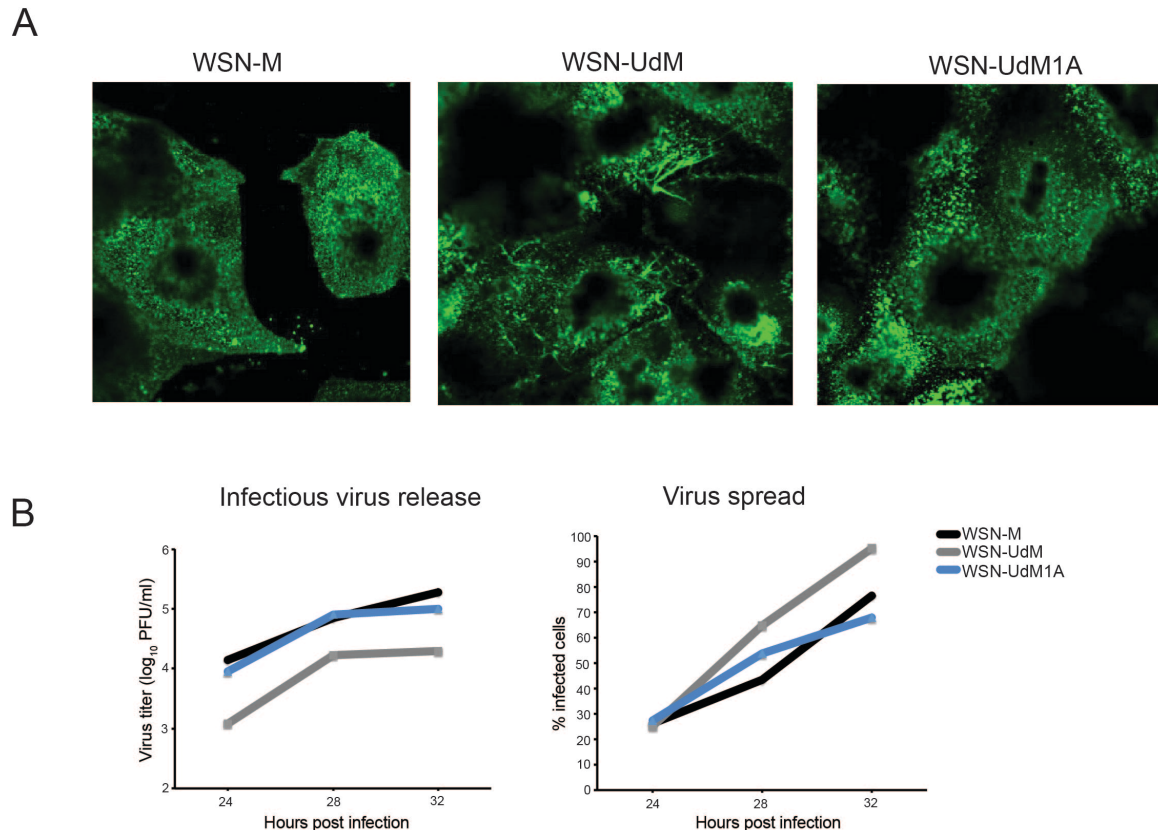 A
WSN-M
WSN-UdM
WSN-UdM1A
B
Infectious virus release
Virus titer (log10 PFU/ml)
6
5
4
3
2
24
28
32
Hours post infection
Virus spread
% infected cells
100
90
80
70
60
50
40
30
20
10
0
24
28
32
Hours post infection
WSN-M
WSN-UdM
WSN-UdM1A